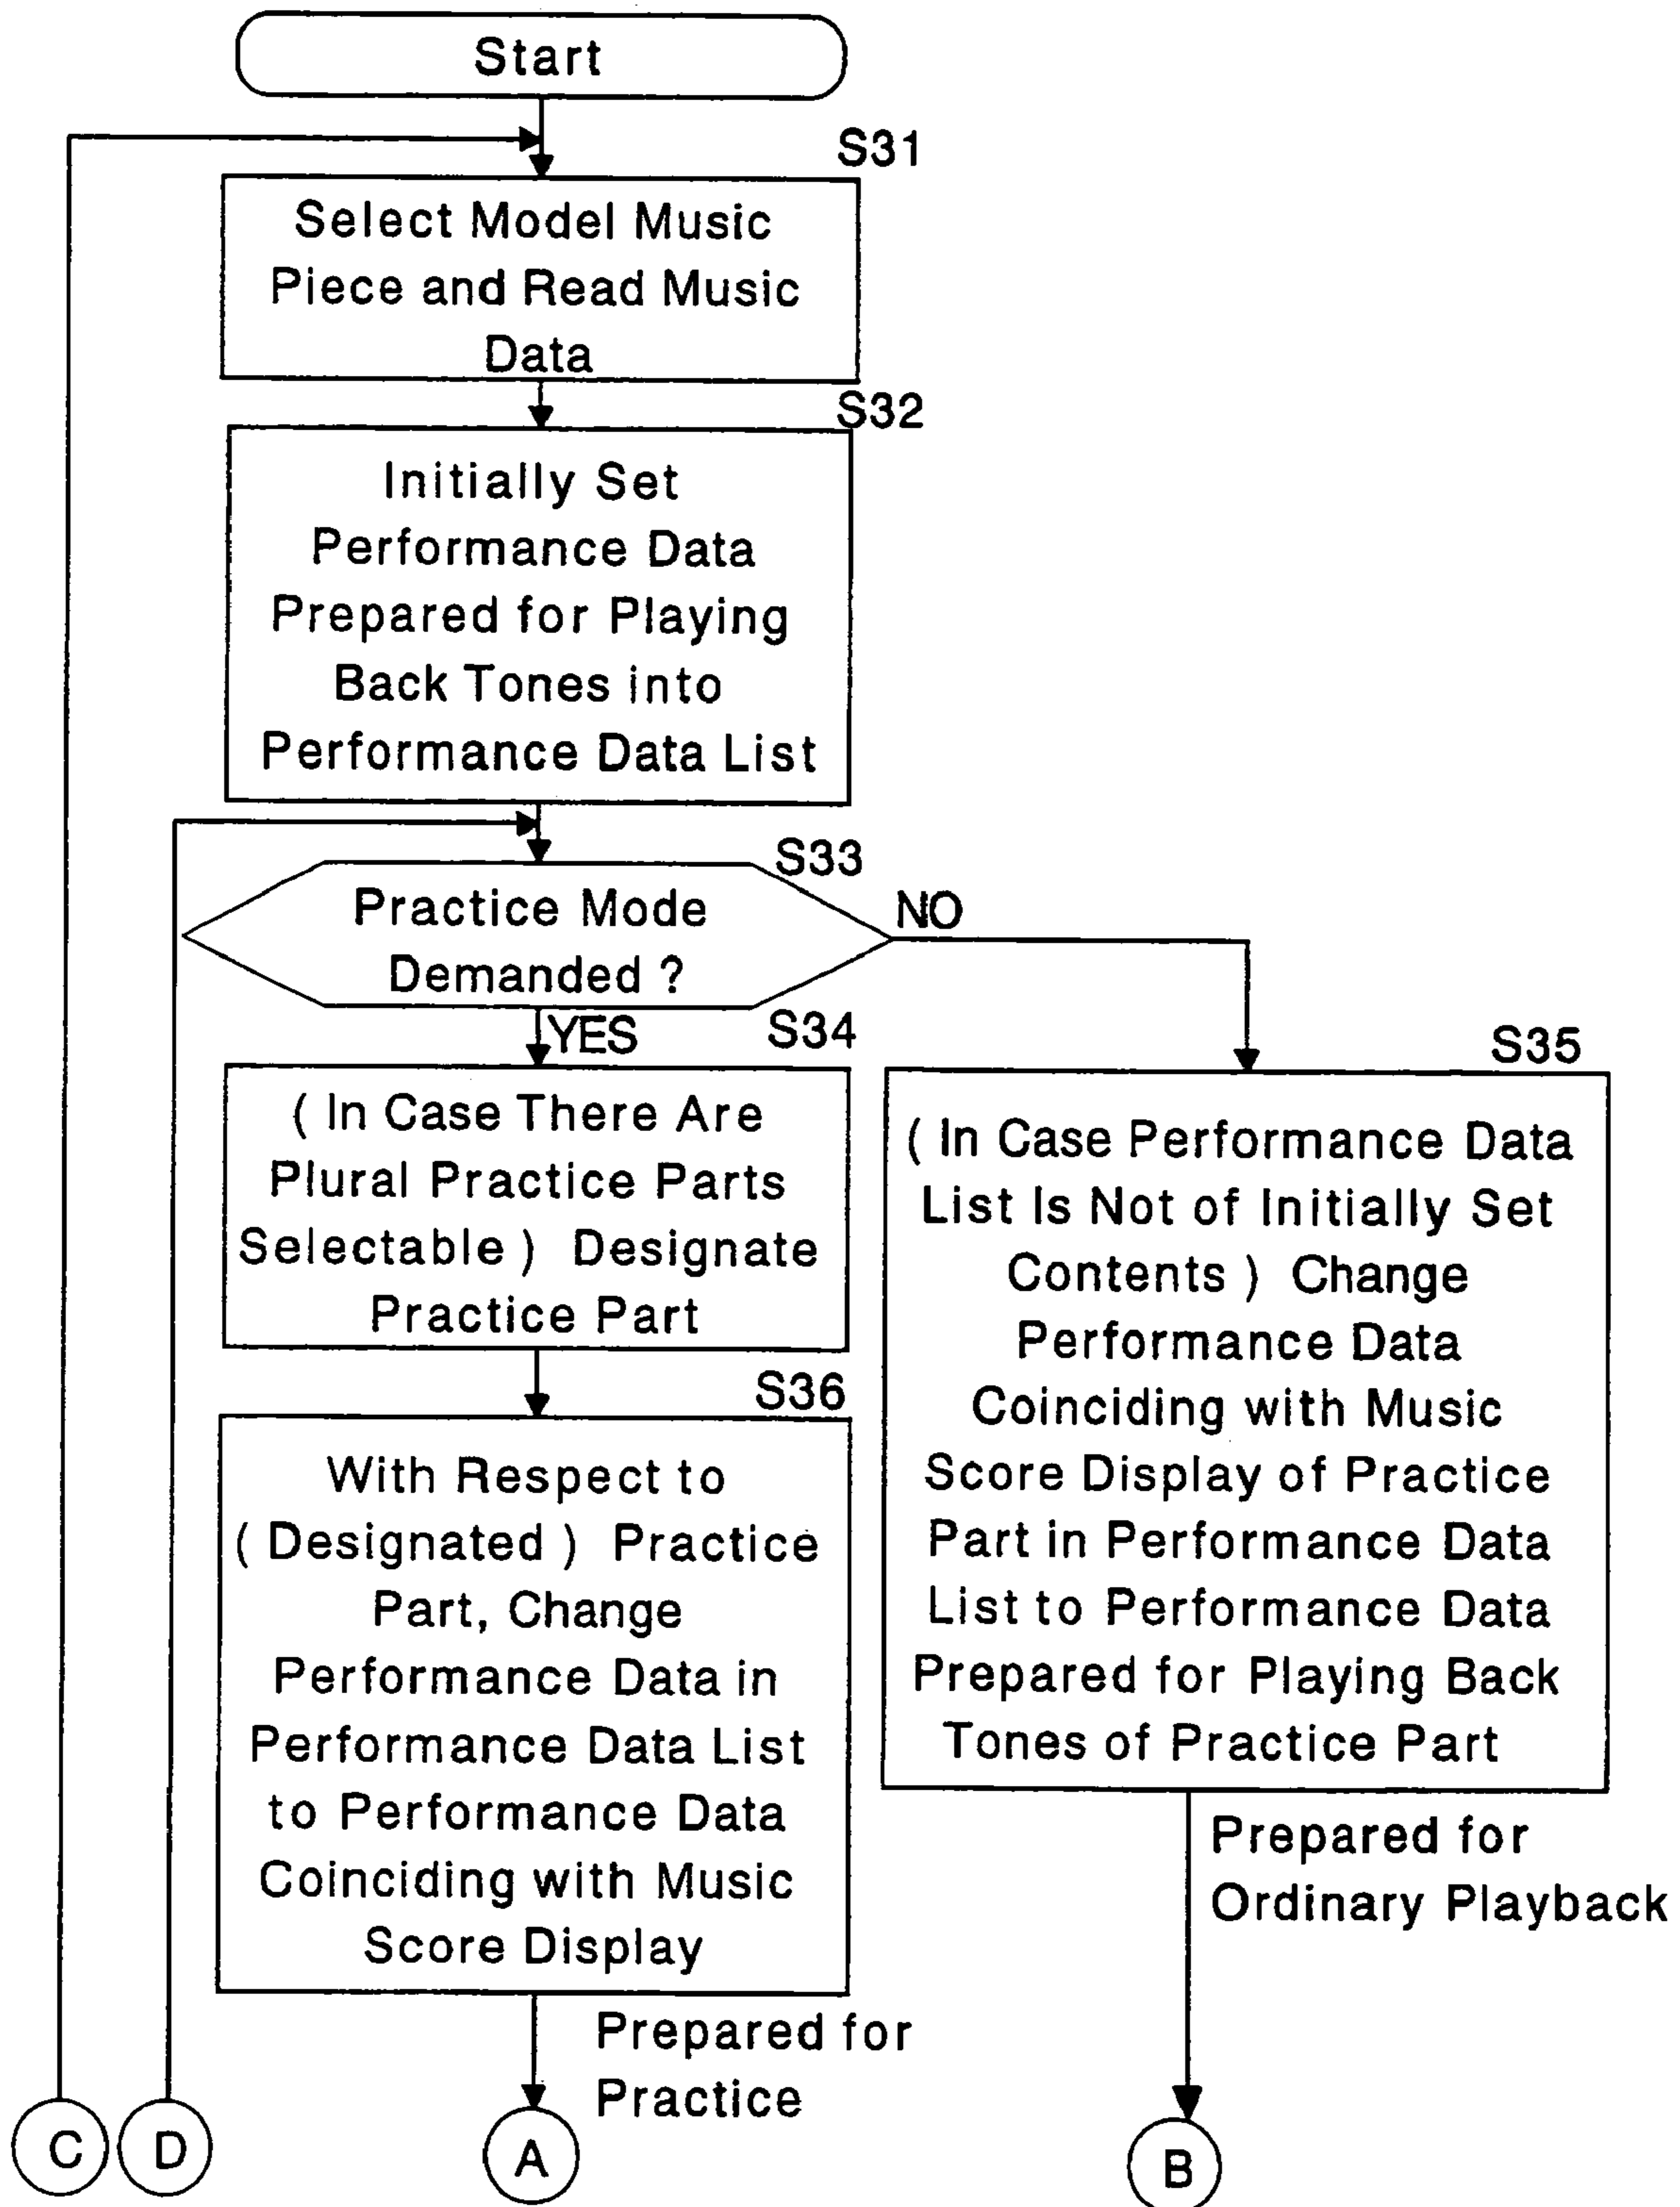 Start
S31
Select Model Music
Piece and Read Music
Data
S32
Initially Set
Performance Data
Prepared for Playing
Back Tones into
Performance Data List
S33
Practice Mode
Demanded ?
NO
YES
S34
( In Case There Are
Plural Practice Parts
Selectable ) Designate
Practice Part
S35
( In Case Performance Data
List Is Not of Initially Set
Contents ) Change
Performance Data
Coinciding with Music
Score Display of Practice
Part in Performance Data
List to Performance Data
Prepared for Playing Back
Tones of Practice Part
S36
With Respect to
( Designated ) Practice
Part, Change
Performance Data in
Performance Data List
to Performance Data
Coinciding with Music
Score Display
Prepared for
Ordinary Playback
Prepared for
Practice
C
D
A
B